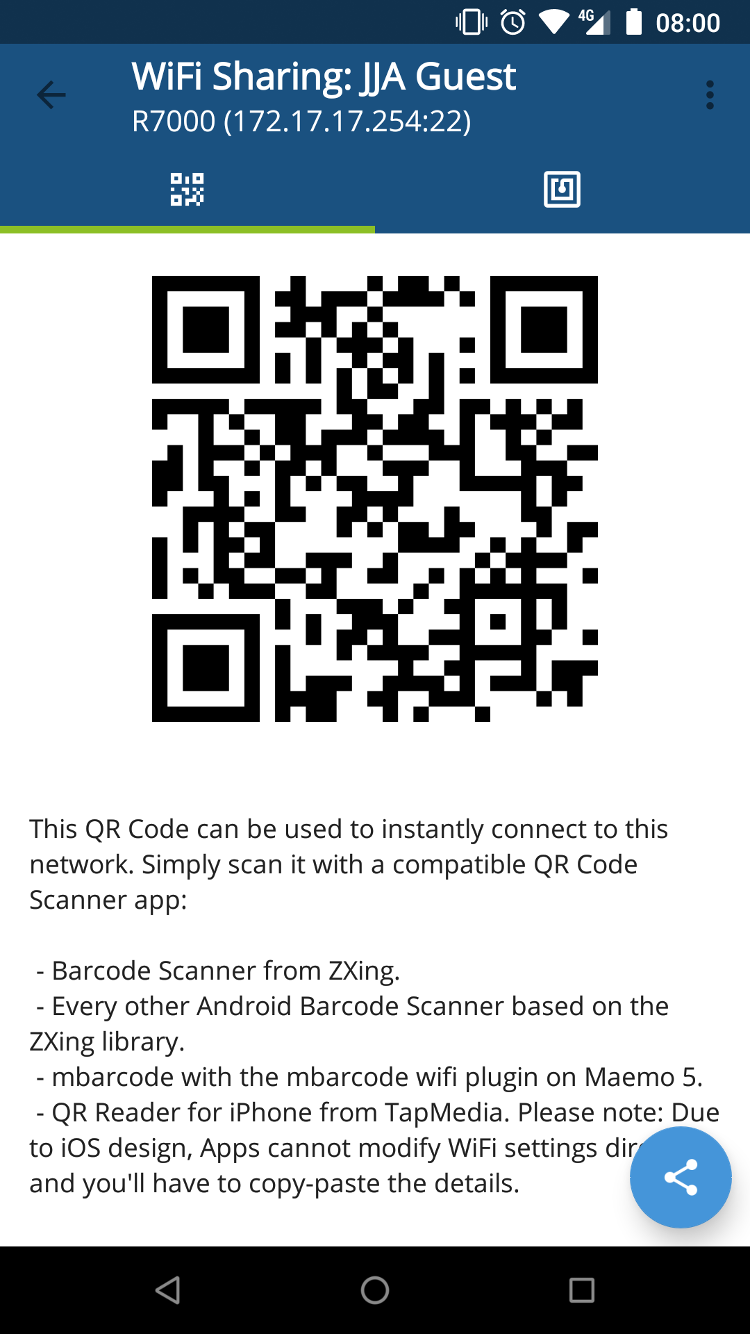 4G 08:00
WiFi Sharing: JJA Guest
R7000 (172.17.17.254:22)
This QR Code can be used to instantly connect to this
network. Simply scan it with a compatible QR Code
Scanner app:
- Barcode Scanner from ZXing.
- Every other Android Barcode Scanner based on the
ZXing library.
- mbarcode with the mbarcode wifi plugin on Maemo 5.
- QR Reader for iPhone from TapMedia. Please note: Due
to iOS design, Apps cannot modify WiFi settings
and you'll have to copy-paste the details.